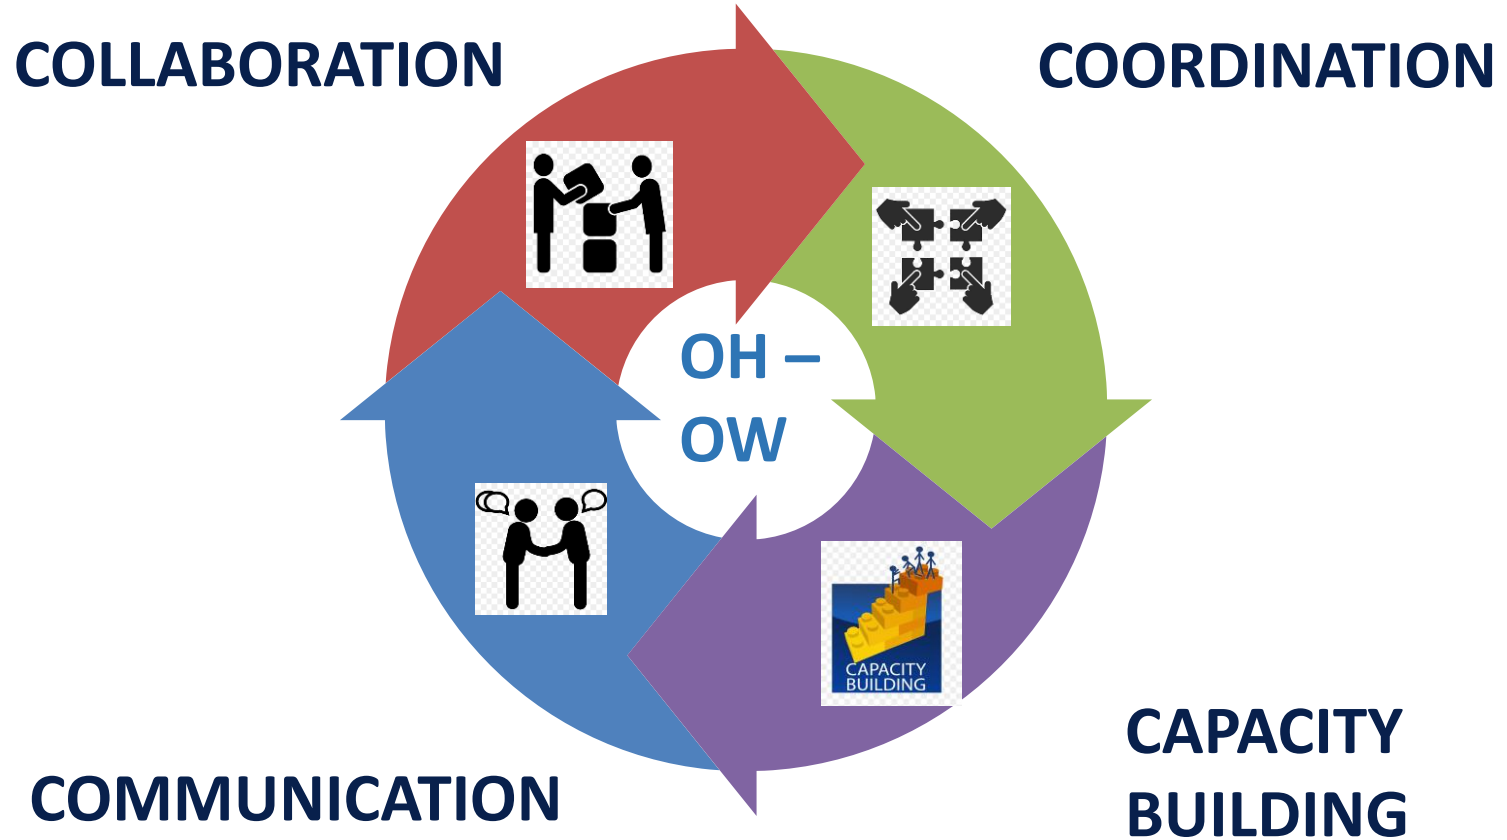 COLLABORATION
COORDINATION
OH –
OW
CAPACITY
BUILDING
COMMUNICATION
CAPACITY
BUILDING